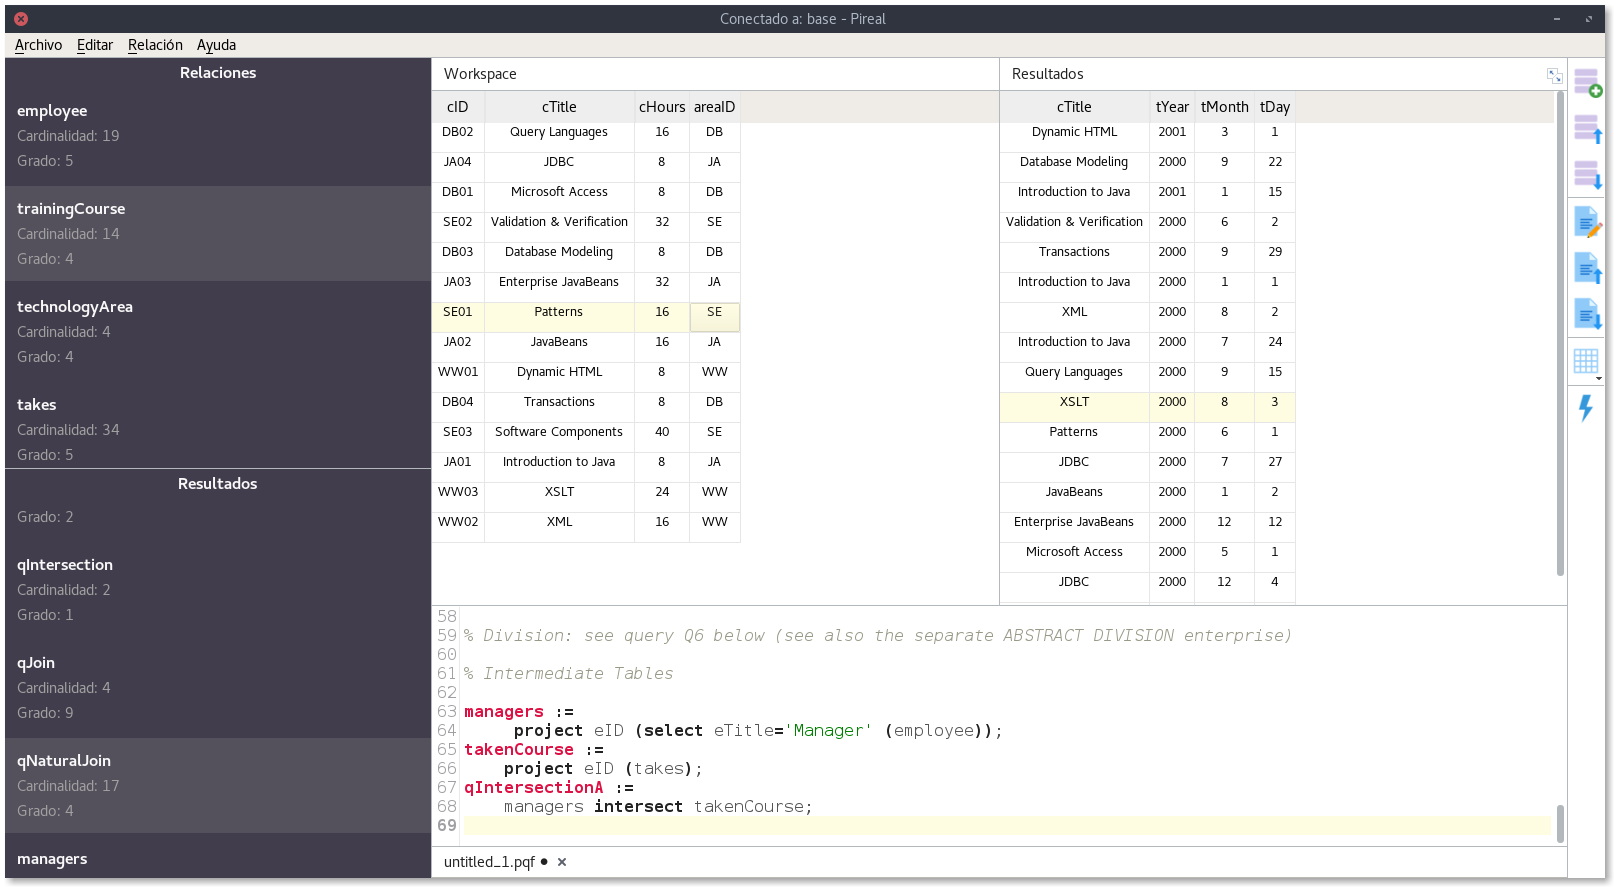 Conectado a: base - Pireal
Archivo Editar Relación Ayuda
Relaciones
employee
Cardinalidad: 19
Grado: 5
trainingCourse
Cardinalidad: 14
Grado: 4
technologyArea
Cardinalidad: 4
Grado: 4
takes
Cardinalidad: 34
Grado: 5
Resultados
Grado: 2
qIntersection
Cardinalidad: 2
Grado: 1
qJoin
Cardinalidad: 4
Grado: 9
qNaturalJoin
Cardinalidad: 17
Grado: 4
managers
Workspace
cID cTitle cHours areaID
DB02 Query Languages 16 DB
JA04 JDBC 8 JA
DB01 Microsoft Access 8 DB
SE02 Validation & Verification 32 SE
DB03 Database Modeling 8 DB
JA03 Enterprise JavaBeans 32 JA
SE01 Patterns 16 SE
JA02 JavaBeans 16 JA
WW01 Dynamic HTML 8 WW
DB04 Transactions 8 DB
SE03 Software Components 40 SE
JA01 Introduction to Java 8 JA
WW03 XSLT 24 WW
WW02 XML 16 WW
Resultados
cTitle tYear tMonth tDay
Dynamic HTML 2001 3 1
Database Modeling 2000 9 22
Introduction to Java 2001 1 15
Validation & Verification 2000 6 2
Transactions 2000 9 29
Introduction to Java 2000 1 1
XML 2000 8 2
Introduction to Java 2000 7 24
Query Languages 2000 9 15
XSLT 2000 8 3
Patterns 2000 6 1
JDBC 2000 7 27
JavaBeans 2000 1 2
Enterprise JavaBeans 2000 12 12
Microsoft Access 2000 5 1
JDBC 2000 12 4
58
59 % Division: see query Q6 below (see also the separate ABSTRACT DIVISION enterprise)
60
61 % Intermediate Tables
62
63 managers :=
64 project eID (select eTitle='Manager' (employee));
65 takenCourse :=
66 project eID (takes);
67 qIntersectionA :=
68 managers intersect takenCourse;
69
untitled_1.pqf ● ×